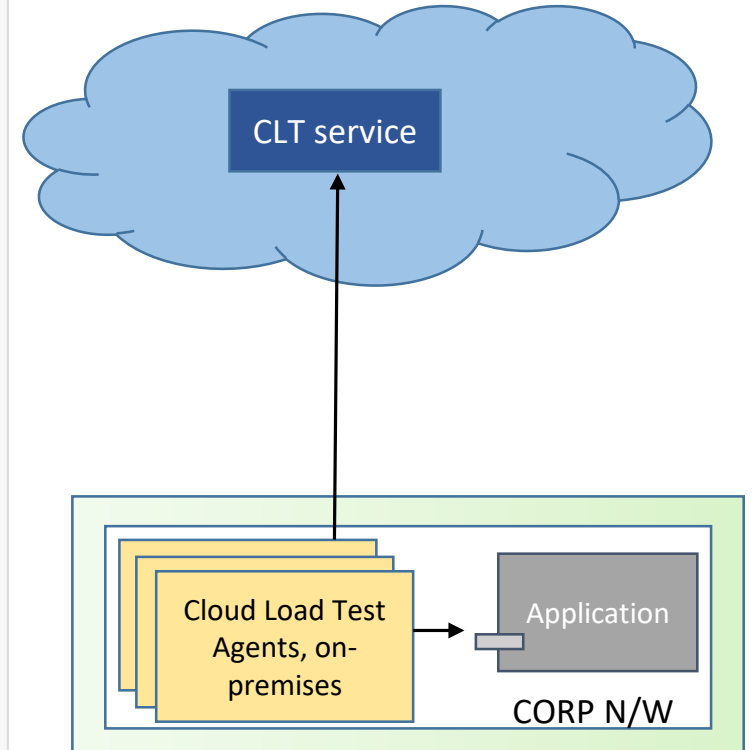 CLT service
Cloud Load Test
Agents, on-
premises
Application
CORP N/W